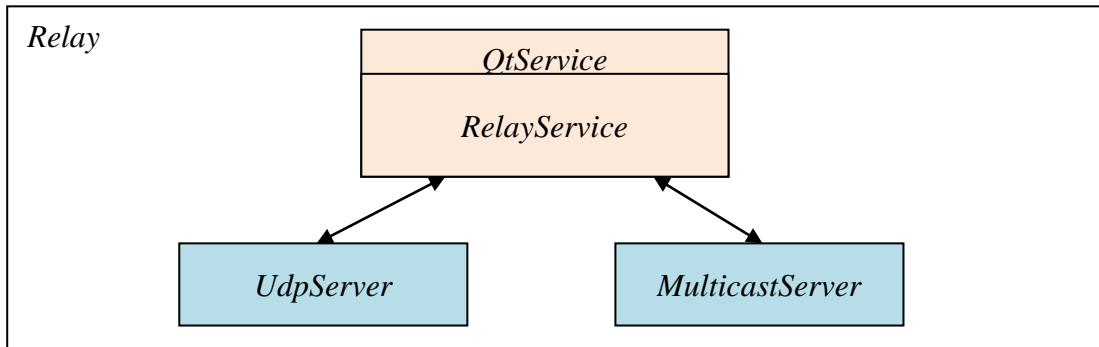 Relay
QtService
RelayService
UdpServer
MulticastServer